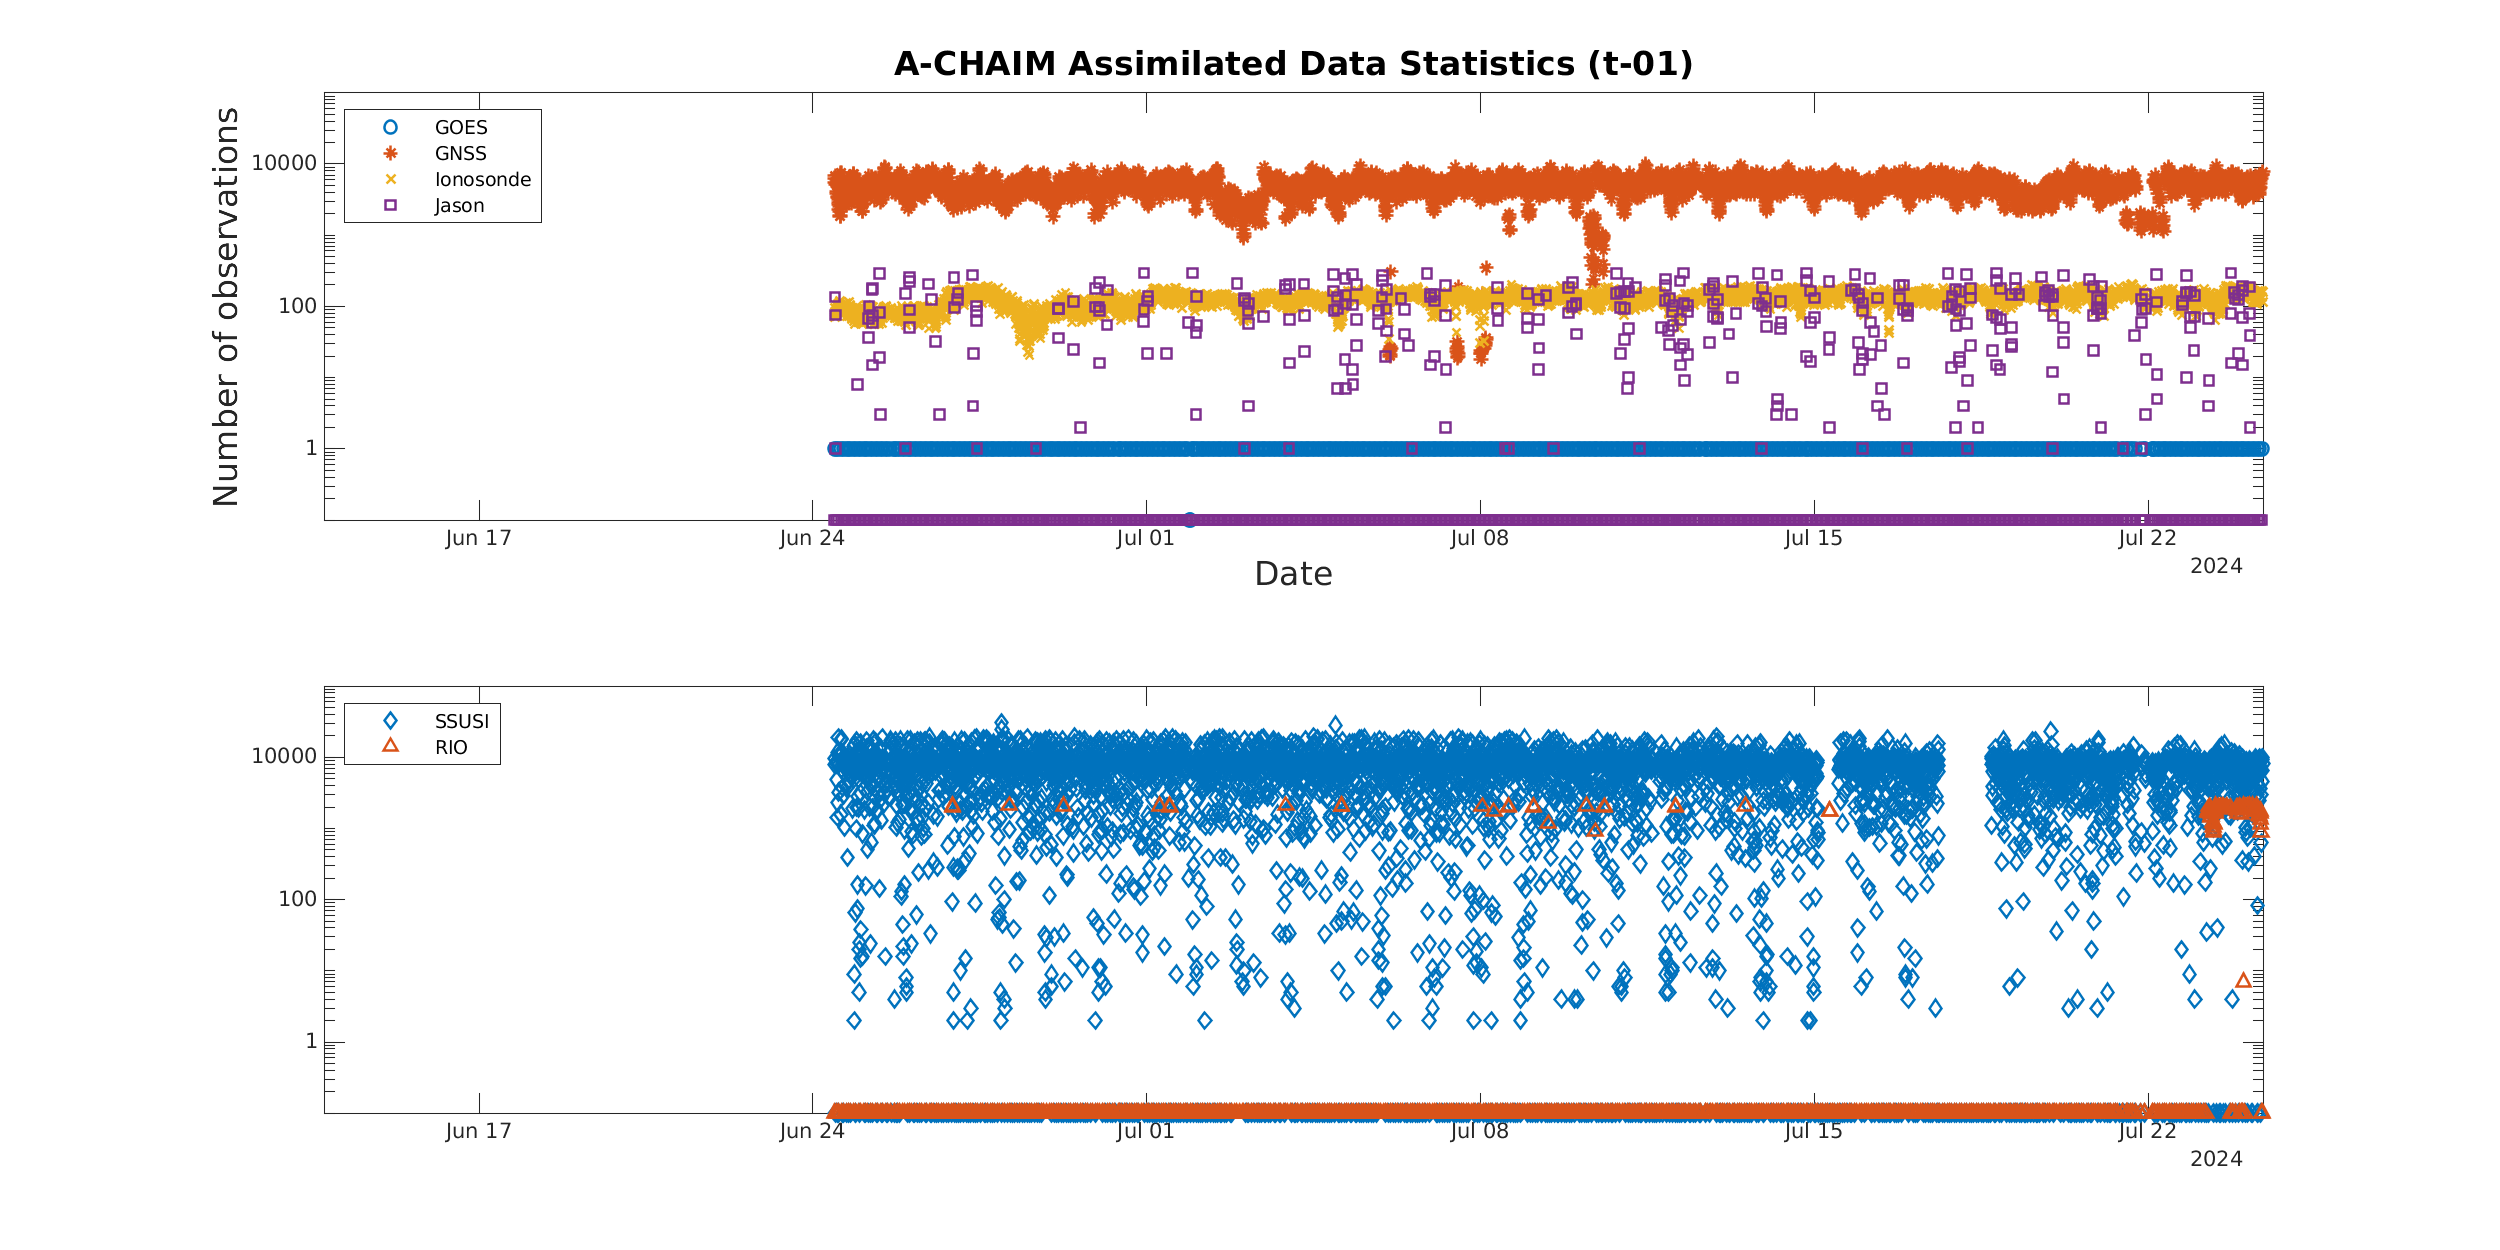 A-CHAIM Assimilated Data Statistics (t-01)
Number of observations
10000
100
1
GOES
GNSS
Ionosonde
Jason
Jun 17
Jun 24
Jul 01
Jul 08
Jul 15
Jul 22
2024
Date
10000
100
1
SSUSI
RIO
Jun 17
Jun 24
Jul 01
Jul 08
Jul 15
Jul 22
2024